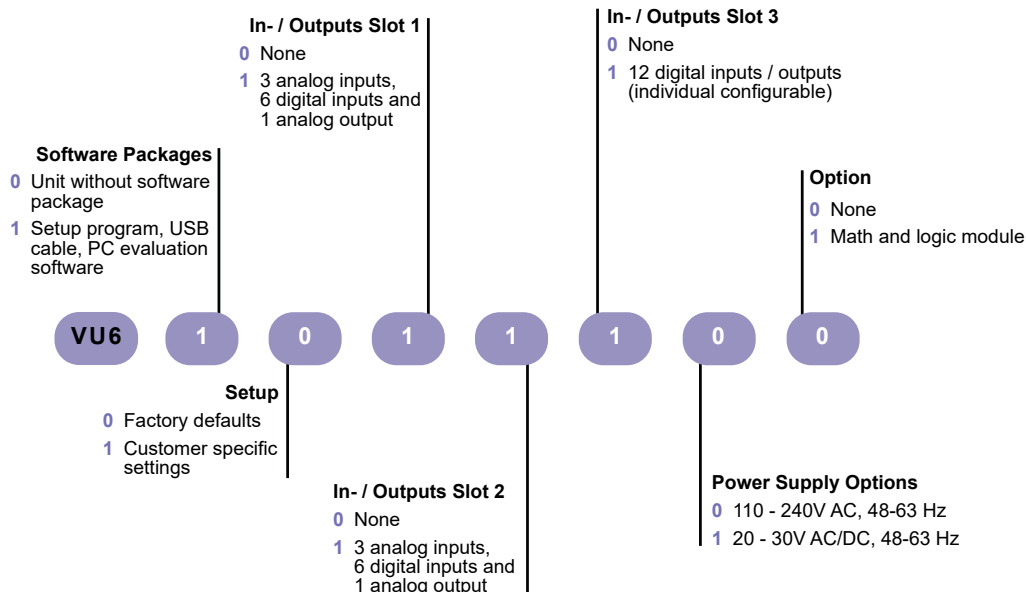 In- / Outputs Slot 1
0 None
1 3 analog inputs,
6 digital inputs and
1 analog output
In- / Outputs Slot 3
0 None
1 12 digital inputs / outputs
(individual configurable)
Software Packages
0 Unit without software
package
1 Setup program, USB
cable, PC evaluation
software
Option
0 None
1 Math and logic module
VU6 1 0 1 1 1 0 0
Setup
0 Factory defaults
1 Customer specific
settings
In- / Outputs Slot 2
0 None
1 3 analog inputs,
6 digital inputs and
1 analog output
Power Supply Options
0 110 - 240V AC, 48-63 Hz
1 20 - 30V AC/DC, 48-63 Hz